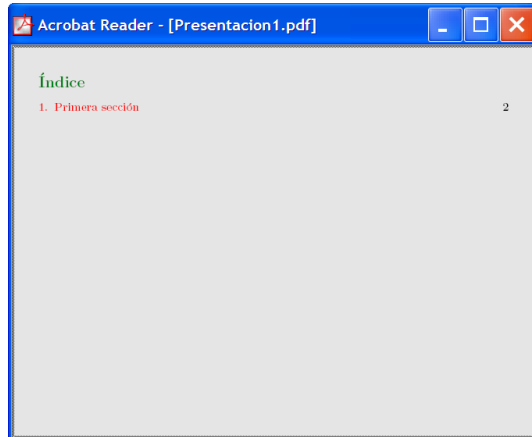 Acrobat Reader - [Presentacion1.pdf]
Índice
1. Primera sección 2